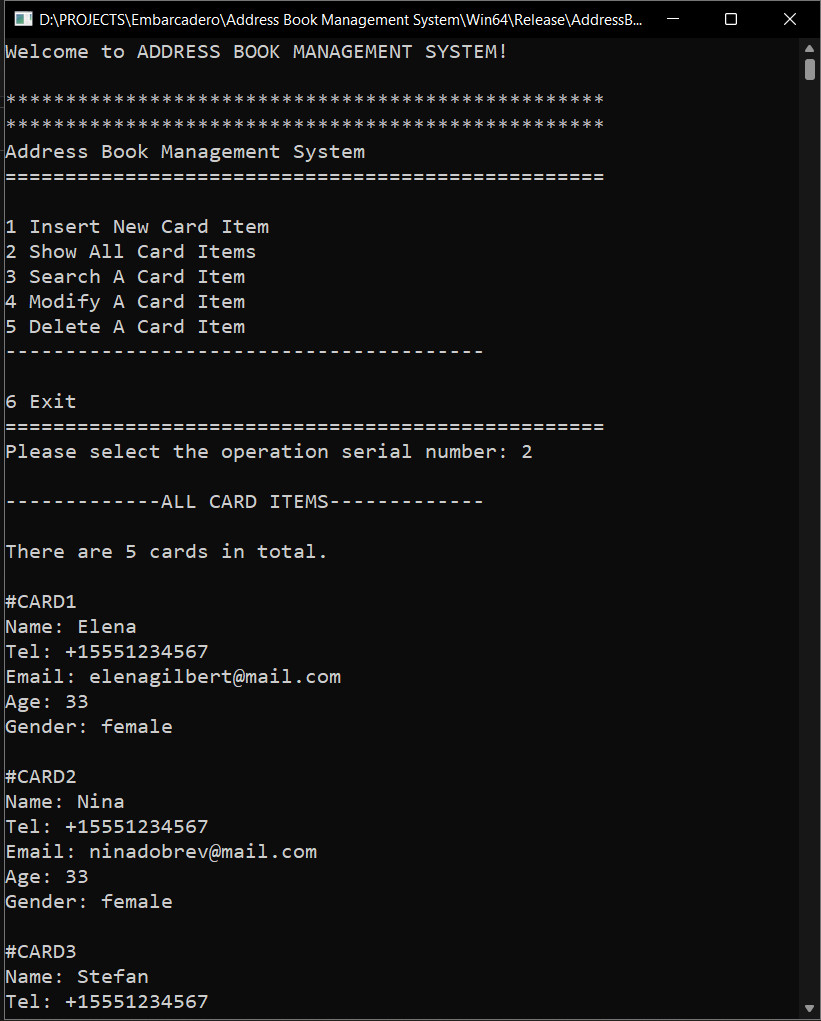 D:\PROJECTS\Embarcadero\Address Book Management System\Win64\Release\AddressB...
Welcome to ADDRESS BOOK MANAGEMENT SYSTEM!
**************************************************
**************************************************
Address Book Management System
==================================================
1 Insert New Card Item
2 Show All Card Items
3 Search A Card Item
4 Modify A Card Item
5 Delete A Card Item
----------------------------------------
6 Exit
==================================================
Please select the operation serial number: 2
-------------ALL CARD ITEMS-------------
There are 5 cards in total.
#CARD1
Name: Elena
Tel: +15551234567
Email: elenagilbert@mail.com
Age: 33
Gender: female
#CARD2
Name: Nina
Tel: +15551234567
Email: ninadobrev@mail.com
Age: 33
Gender: female
#CARD3
Name: Stefan
Tel: +15551234567